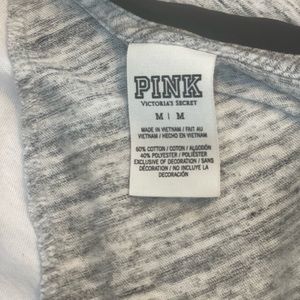 PINK
VICTORIA'S SECRET
M | M
MADE IN VIETNAM / FAIT AU
VIETNAM / HECHO EN VIETNAM
60% COTTON / COTON / ALGODÓN
40% POLYESTER / POLIÉSTER
EXCLUSIVE OF DECORATION / SANS
DÉCORATION / NO INCLUYE LA
DECORACIÓN